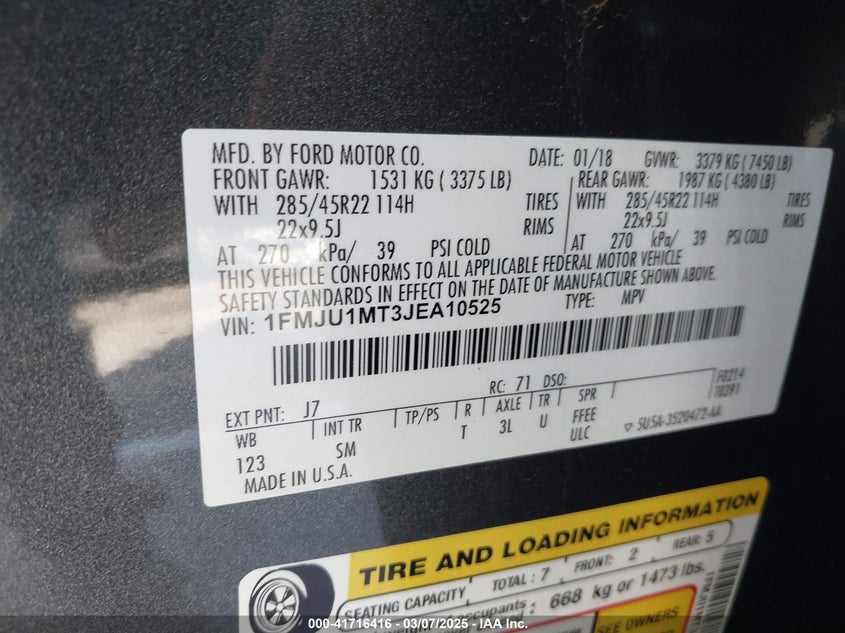 MFD. BY FORD MOTOR CO. DATE: 01/18 GVWR: 3379 KG ( 7450 LB)
FRONT GAWR: 1531 KG ( 3375 LB) REAR GAWR: 1987 KG ( 4380 LB)
WITH 285/45R22 114H TIRES WITH 285/45R22 114H TIRES
22x9.5J RIMS 22x9.5J RIMS
AT 270 kPa/ 39 PSI COLD AT 270 kPa/ 39 PSI COLD
THIS VEHICLE CONFORMS TO ALL APPLICABLE FEDERAL MOTOR VEHICLE
SAFETY STANDARDS IN EFFECT ON THE DATE OF MANUFACTURE SHOWN ABOVE.
VIN: 1FMJU1MT3JEA10525 TYPE: MPV
RC: 71 DSO: F0214
EXT PNT: J7 T0391
WB INT TR TP/PS R AXLE TR SPR
123 SM T 3L U FFEE
ULC 5U5A-3520472-AA
MADE IN U.S.A.
TIRE AND LOADING INFORMATION
SEATING CAPACITY TOTAL : 7 FRONT: 2 REAR: 5
occupants : 668 kg or 1473 lbs.
SEE OWNERS
000-41716416 - 03/07/2025 - IAA Inc.